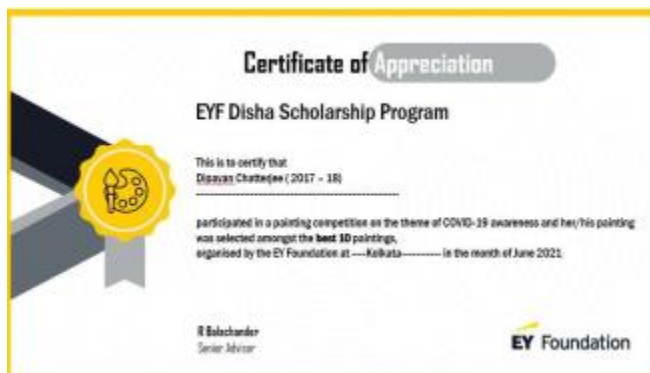 Certificate of Appreciation
EYF Disha Scholarship Program
This is to certify that
Dipayan Chatterjee ( 2017 – 18)
participated in a painting competition on the theme of COVID-19 awareness and her/his painting
was selected amongst the best 10 paintings,
organised by the EY Foundation at ----Kolkata---------- in the month of June 2021
R Balachander
Senior Advisor
EY Foundation